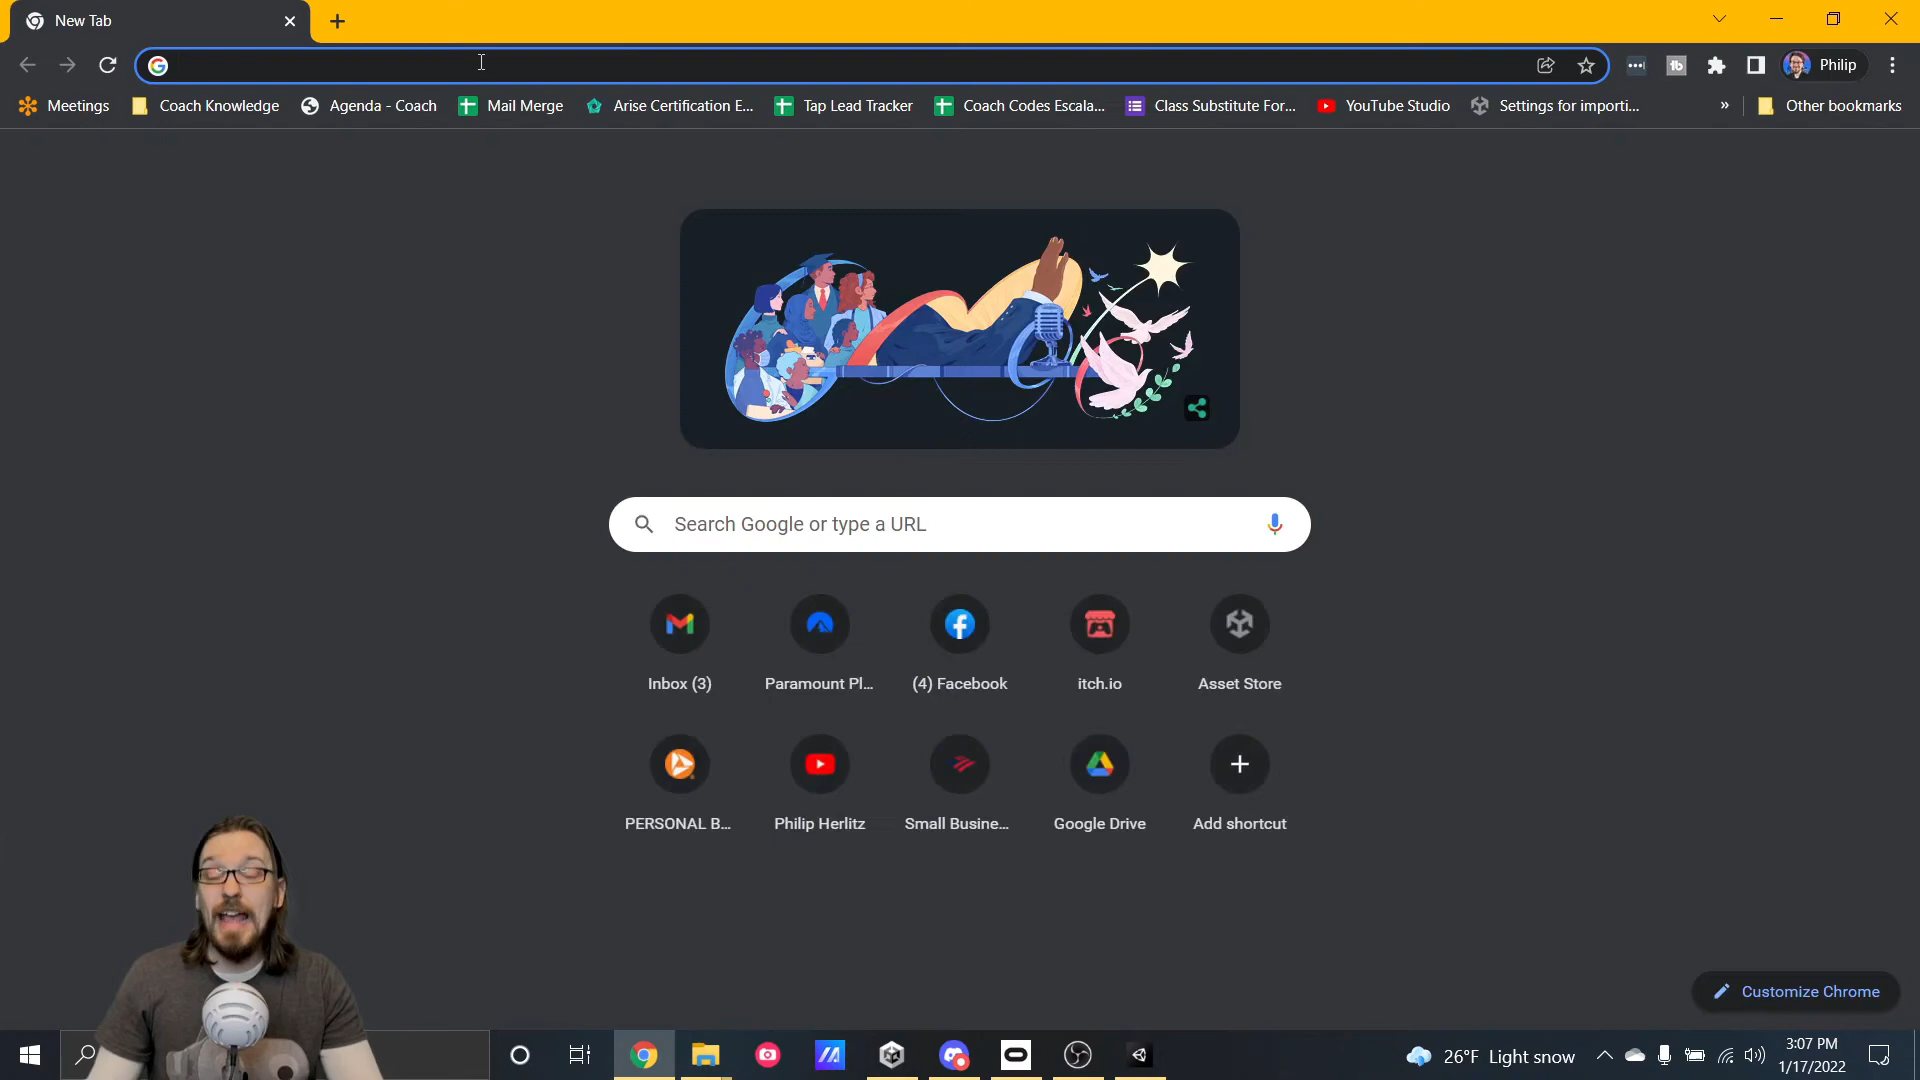 New Tab
Philip
Meetings
Coach Knowledge
Agenda - Coach
Mail Merge
Arise Certification E...
Tap Lead Tracker
Coach Codes Escala...
Class Substitute For...
YouTube Studio
Settings for importi...
»
Other bookmarks
Search Google or type a URL
Inbox (3)
Paramount Pl...
(4) Facebook
itch.io
Asset Store
PERSONAL B...
Philip Herlitz
Small Busine...
Google Drive
Add shortcut
Customize Chrome
26°F Light snow
3:07 PM
1/17/2022